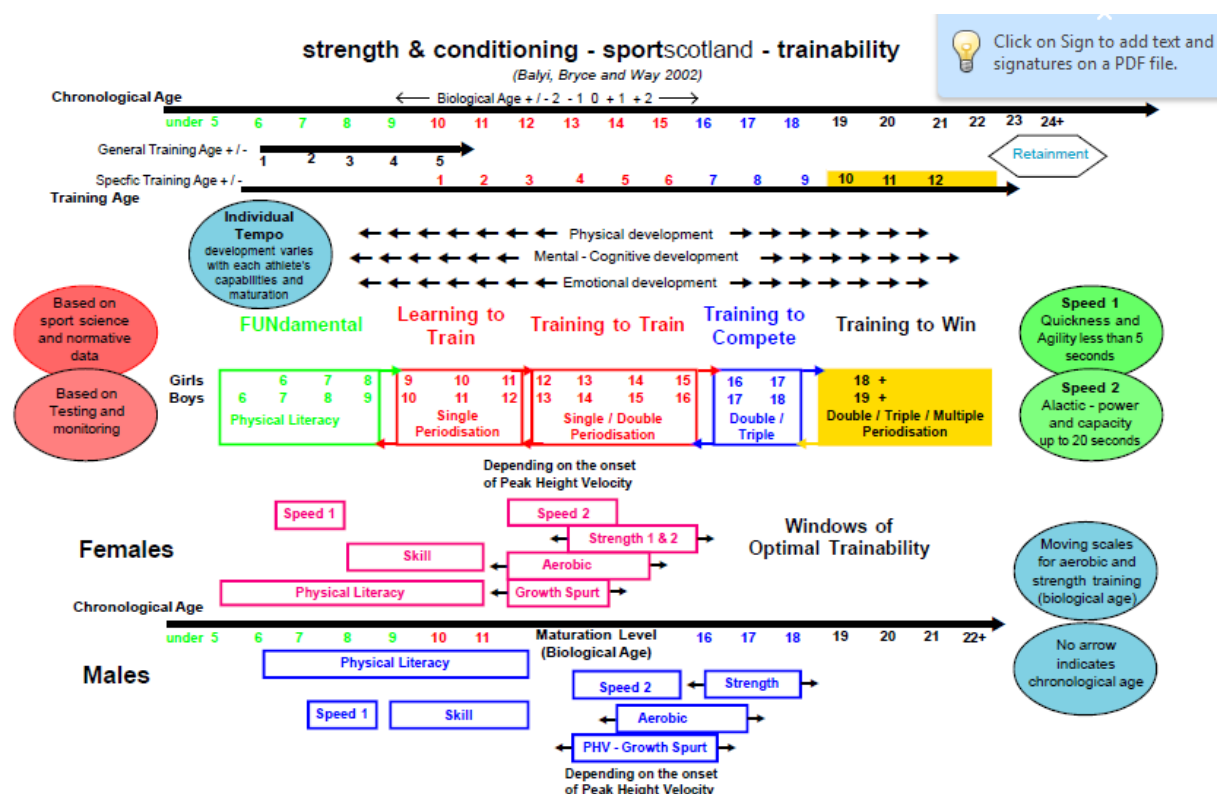 strength & conditioning - sportscotland - trainability
(Balyi, Bryce and Way 2002)
Click on Sign to add text and
signatures on a PDF file.
Chronological Age
Biological Age + / - 2 - 1 0 + 1 + 2
under 5 6 7 8 9 10 11 12 13 14 15 16 17 18 19 20 21 22 23 24+
General Training Age + / -
1 2 3 4 5
Retainment
Specfic Training Age + / -
1 2 3 4 5 6 7 8 9 10 11 12
Training Age
Individual
Tempo
development varies
with each athlete's
capabilities and
maturation
Physical development
Mental - Cognitive development
Emotional development
Based on
sport science
and normative
data
Based on
Testing and
monitoring
FUNdamental
Learning to
Train
Training to Train
Training to
Compete
Training to Win
Speed 1
Quickness and
Agility less than 5
seconds
Speed 2
Alactic - power
and capacity
up to 20 seconds
Girls
6 7 8
9 10 11
12 13 14 15
16 17
18 +
Boys
6 7 8 9
10 11 12
13 14 15 16
17 18
19 +
Physical Literacy
Single
Periodisation
Single / Double
Periodisation
Double /
Triple
Double / Triple / Multiple
Periodisation
Depending on the onset
of Peak Height Velocity
Females
Speed 1
Speed 2
Strength 1 & 2
Skill
Aerobic
Physical Literacy
Growth Spurt
Windows of
Optimal Trainability
Moving scales
for aerobic and
strength training
(biological age)
Chronological Age
under 5 6 7 8 9 10 11
Maturation Level
(Biological Age)
16 17 18 19 20 21 22+
No arrow
indicates
chronological age
Males
Physical Literacy
Speed 2
Strength
Speed 1
Skill
Aerobic
PHV - Growth Spurt
Depending on the onset
of Peak Height Velocity